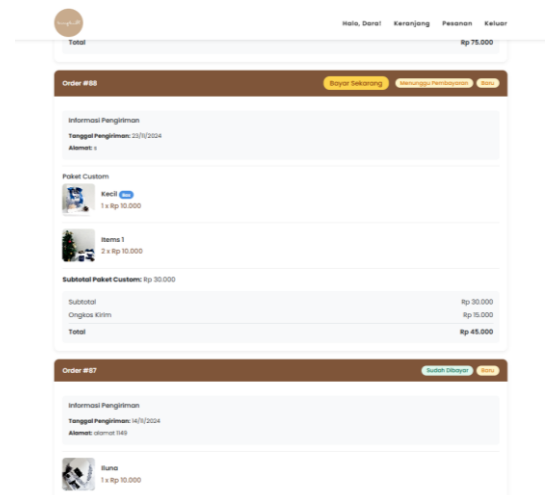 Halo, Dara! Keranjang Pesanan Keluar
Total Rp 75.000
Order #88 Bayar Sekarang Menunggu Pembayaran Baru
Informasi Pengiriman
Tanggal Pengiriman: 23/11/2024
Alamat: s
Paket Custom
Kecil Box
1 x Rp 10.000
Items 1
2 x Rp 10.000
Subtotal Paket Custom: Rp 30.000
Subtotal Rp 30.000
Ongkos Kirim Rp 15.000
Total Rp 45.000
Order #87 Sudah Dibayar Baru
Informasi Pengiriman
Tanggal Pengiriman: 14/11/2024
Alamat: alamat 1149
Iluna
1 x Rp 10.000